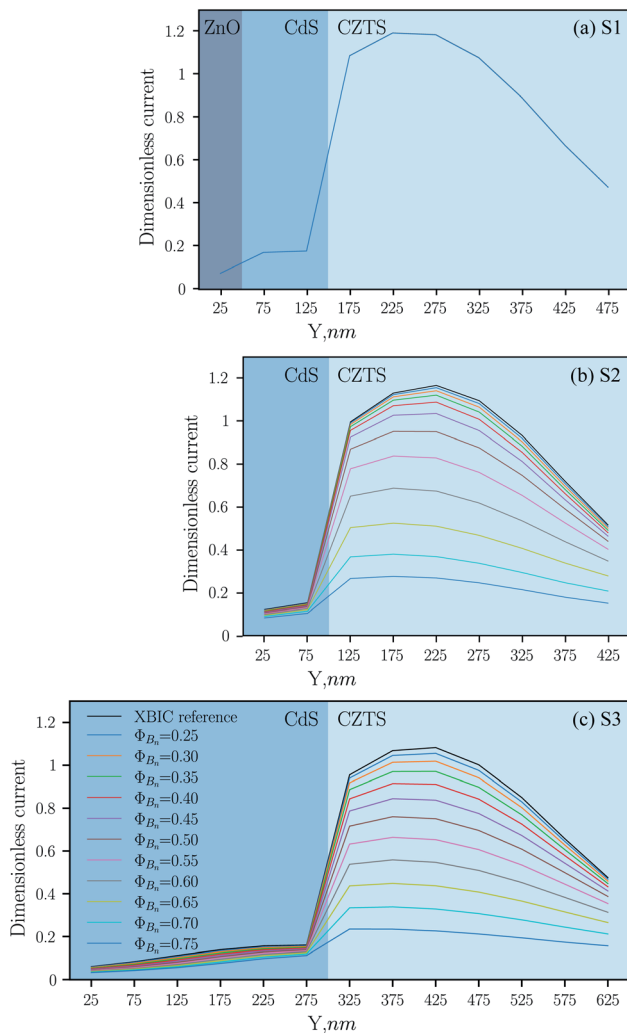 ZnO CdS CZTS (a) S1
1.2
1
0.8
0.6
0.4
0.2
0
Dimensionless current
25 75 125 175 225 275 325 375 425 475
Y,nm
CdS CZTS (b) S2
1.2
1
0.8
0.6
0.4
0.2
0
Dimensionless current
25 75 125 175 225 275 325 375 425
Y,nm
CdS CZTS (c) S3
1.2
1
0.8
0.6
0.4
0.2
0
Dimensionless current
XBIC reference
Φ_{B_n}=0.25
Φ_{B_n}=0.30
Φ_{B_n}=0.35
Φ_{B_n}=0.40
Φ_{B_n}=0.45
Φ_{B_n}=0.50
Φ_{B_n}=0.55
Φ_{B_n}=0.60
Φ_{B_n}=0.65
Φ_{B_n}=0.70
Φ_{B_n}=0.75
25 75 125 175 225 275 325 375 425 475 525 575 625
Y,nm